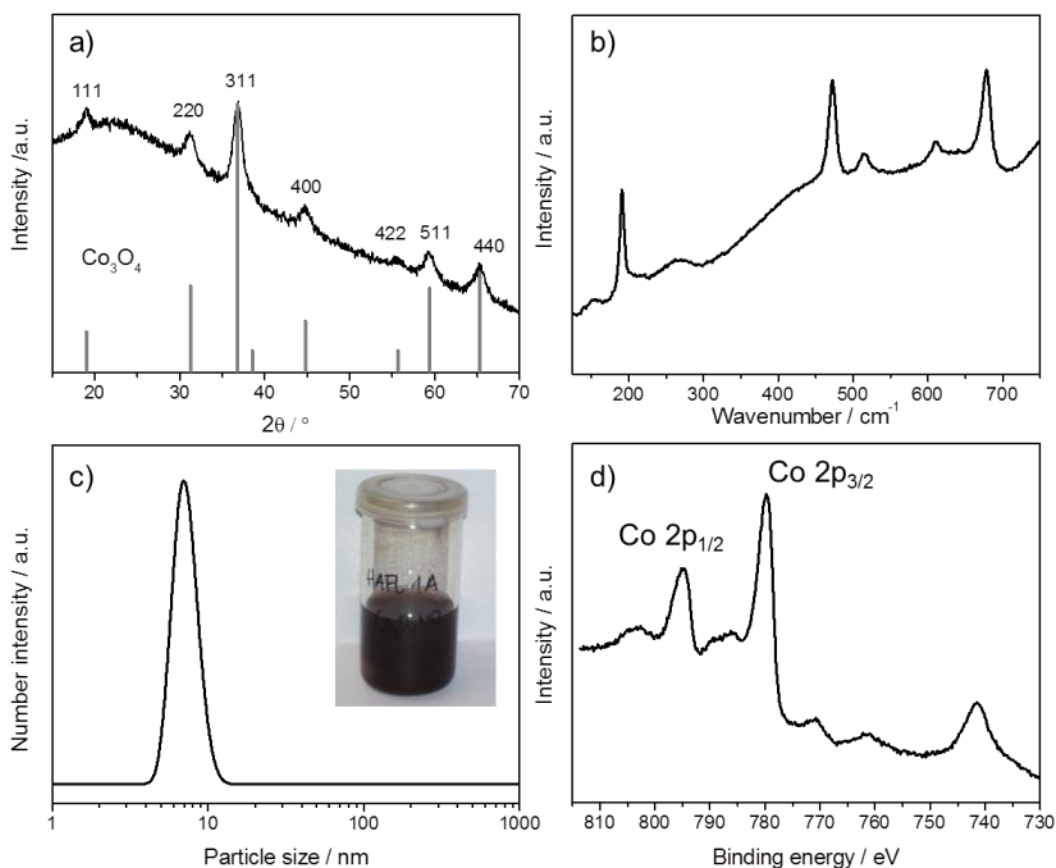 a)
111
220
311
400
422
511
440
Co₃O₄
Intensity /a.u.
20
30
40
50
60
70
2θ / °
b)
Intensity / a.u.
200
300
400
500
600
700
Wavenumber / cm⁻¹
c)
HAFL 1A
Number intensity / a.u.
1
10
100
1000
Particle size / nm
d)
Co 2p₃/₂
Co 2p₁/₂
Intensity / a.u.
810
800
790
780
770
760
750
740
730
Binding energy / eV